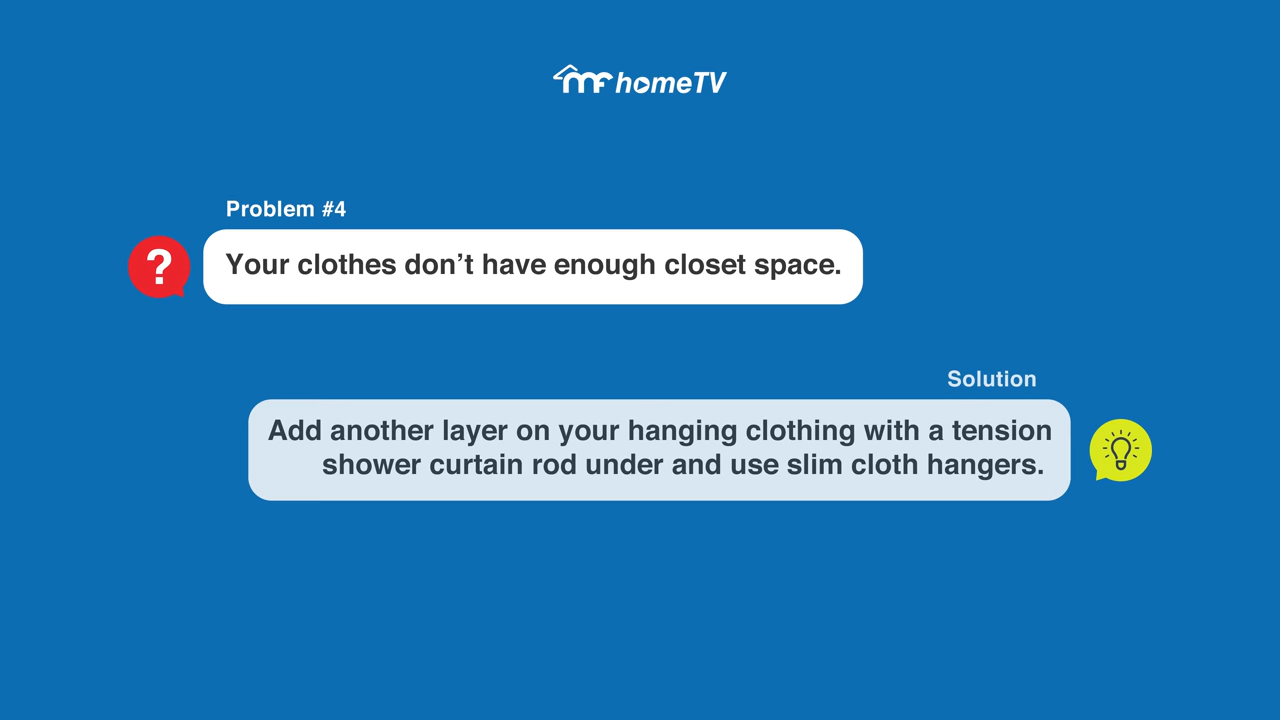 mf homeTV
Problem #4
?
Your clothes don’t have enough closet space.
Solution
Add another layer on your hanging clothing with a tension
shower curtain rod under and use slim cloth hangers.